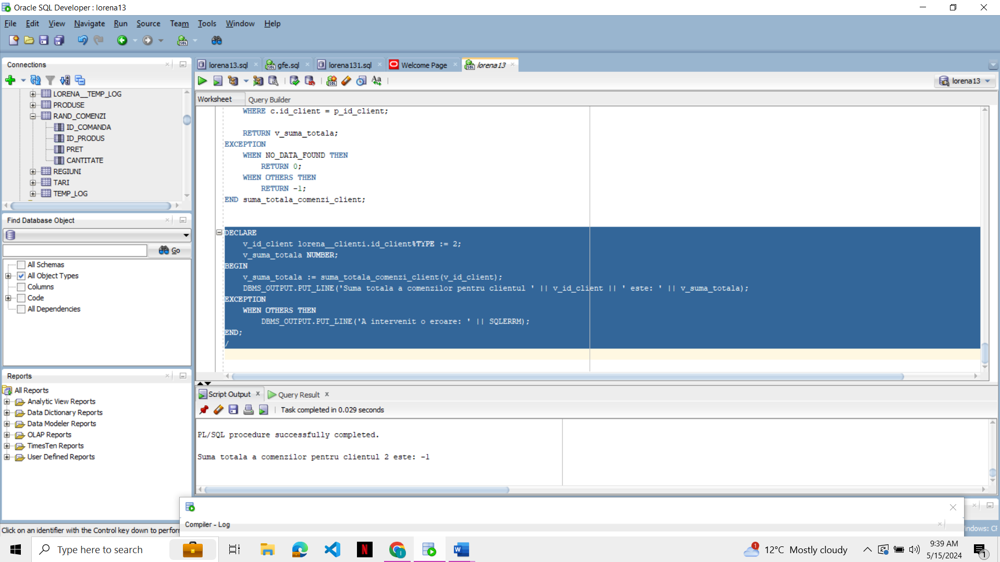 Oracle SQL Developer : lorena13
File Edit View Navigate Run Source Team Tools Window Help
Connections
LORENA__TEMP_LOG
PRODUSE
RAND_COMENZI
ID_COMANDA
ID_PRODUS
PRET
CANTITATE
REGIUNI
TARI
TEMP_LOG
Find Database Object
Go
All Schemas
All Object Types
Columns
Code
All Dependencies
Reports
All Reports
Analytic View Reports
Data Dictionary Reports
Data Modeler Reports
OLAP Reports
TimesTen Reports
User Defined Reports
lorena13.sql gfe.sql lorena131.sql Welcome Page lorena13
lorena13
Worksheet Query Builder
WHERE c.id_client = p_id_client;
RETURN v_suma_totala;
EXCEPTION
WHEN NO_DATA_FOUND THEN
RETURN 0;
WHEN OTHERS THEN
RETURN -1;
END suma_totala_comenzi_client;
DECLARE
v_id_client lorena__clienti.id_client%TYPE := 2;
v_suma_totala NUMBER;
BEGIN
v_suma_totala := suma_totala_comenzi_client(v_id_client);
DBMS_OUTPUT.PUT_LINE('Suma totala a comenzilor pentru clientul ' || v_id_client || ' este: ' || v_suma_totala);
EXCEPTION
WHEN OTHERS THEN
DBMS_OUTPUT.PUT_LINE('A intervenit o eroare: ' || SQLERRM);
END;
/
Script Output Query Result
Task completed in 0.029 seconds
PL/SQL procedure successfully completed.
Suma totala a comenzilor pentru clientul 2 este: -1
Compiler - Log
Click on an identifier with the Control key down to perfor
indows: CF
Type here to search
12°C Mostly cloudy
9:39 AM
5/15/2024